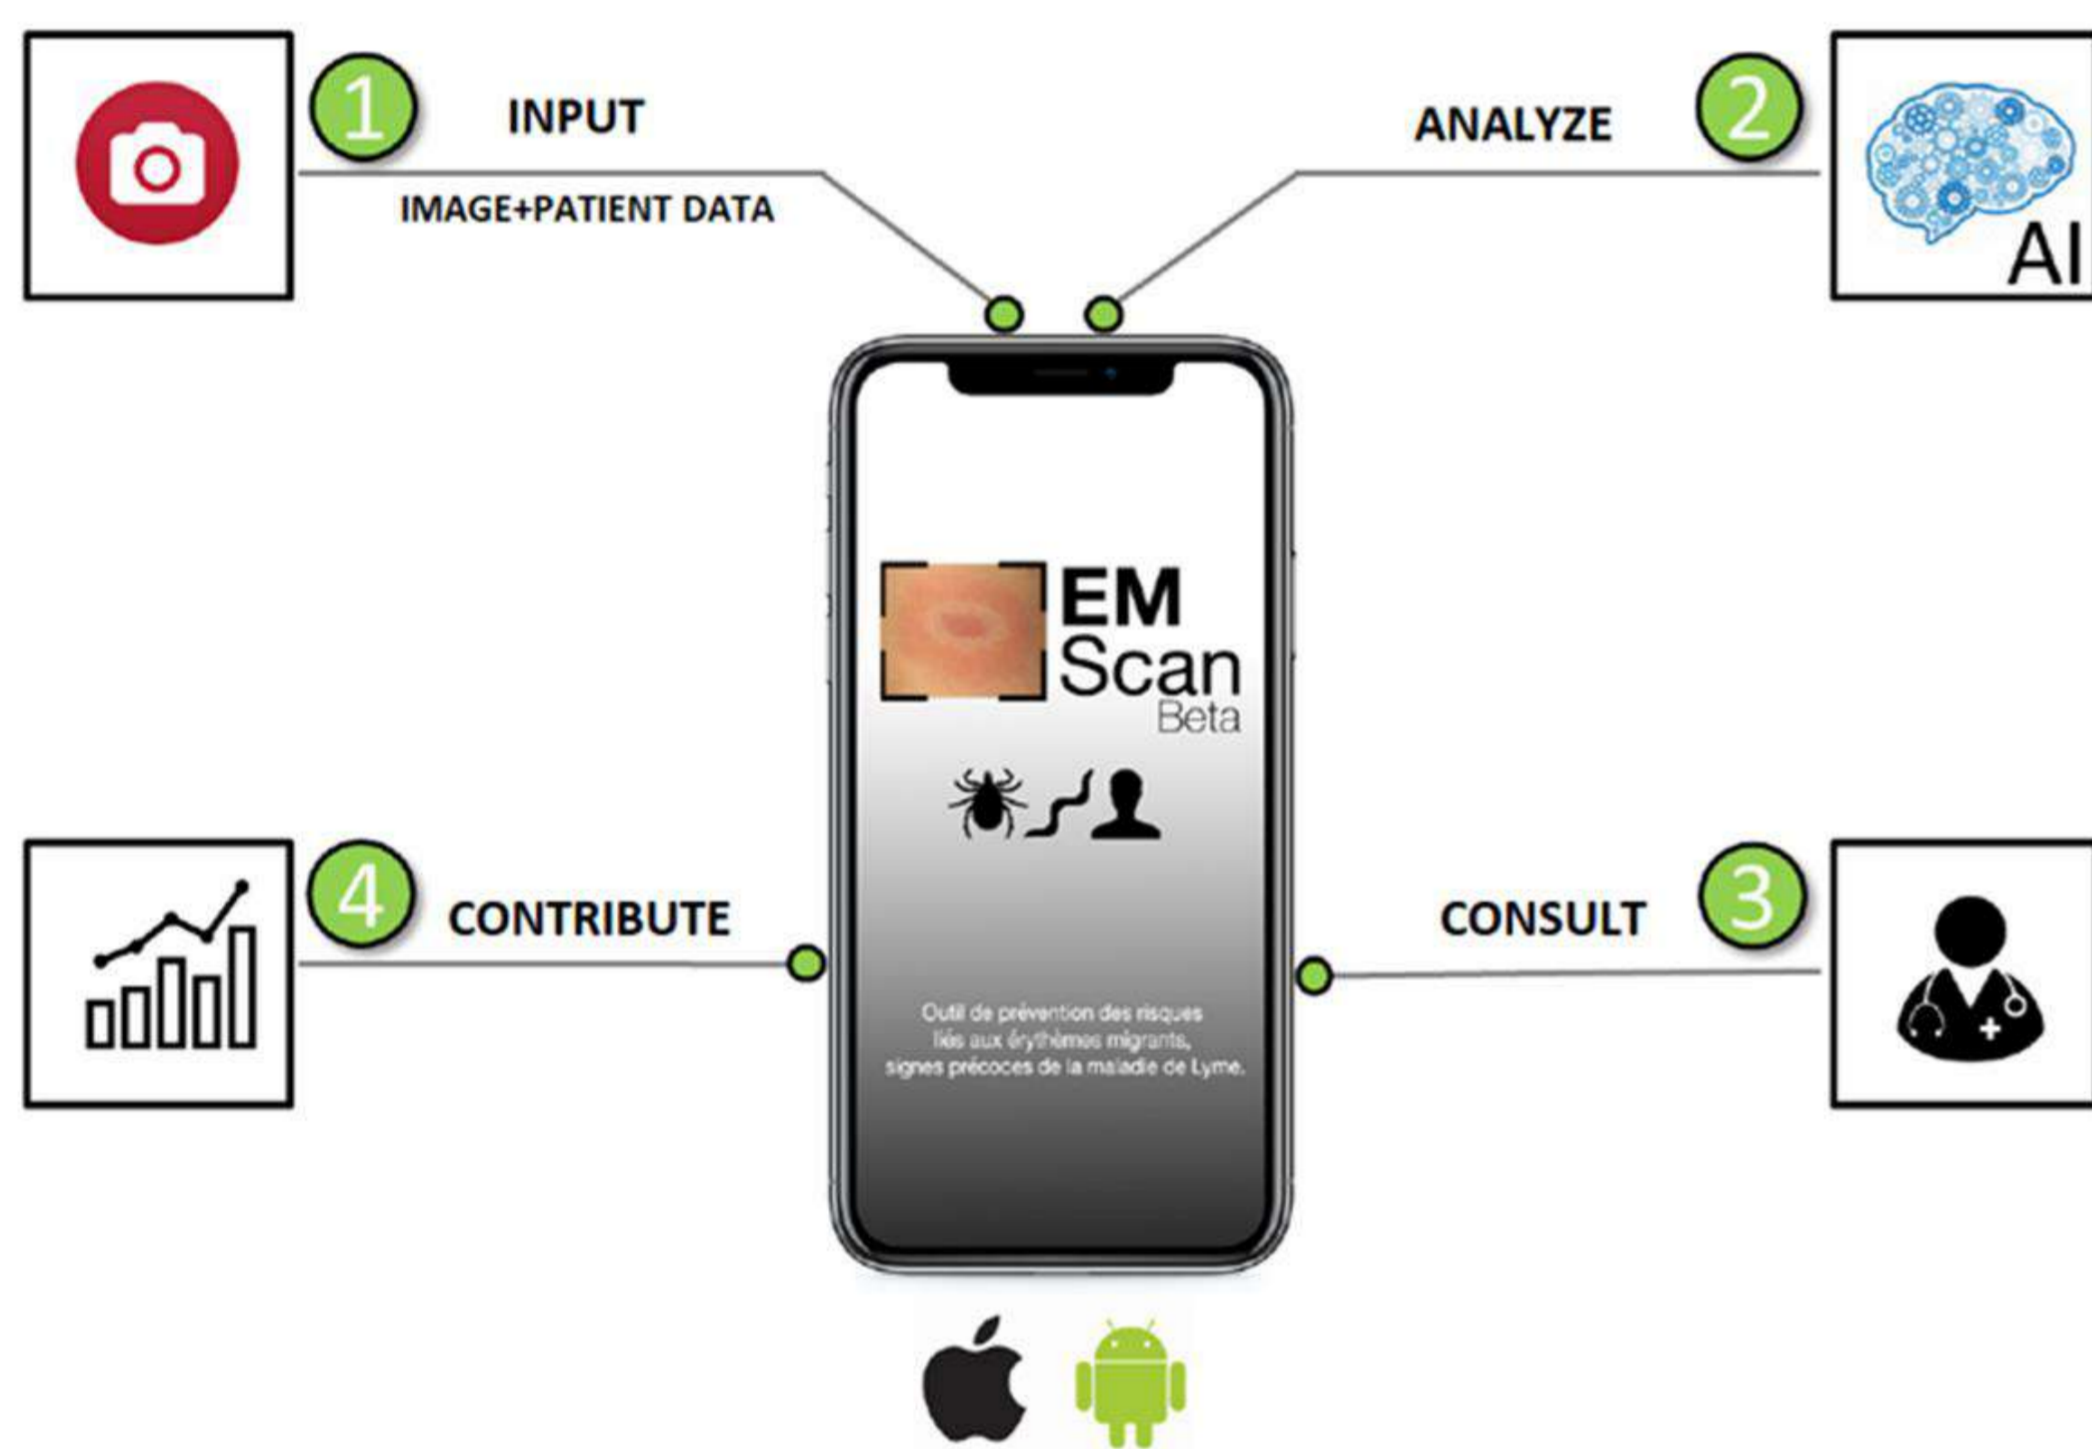 1
INPUT
IMAGE+PATIENT DATA
ANALYZE
2
AI
EM
Scan
Beta
Outil de prévention des risques
liés aux érythèmes migrants,
signes précoces de la maladie de Lyme.
4
CONTRIBUTE
CONSULT
3